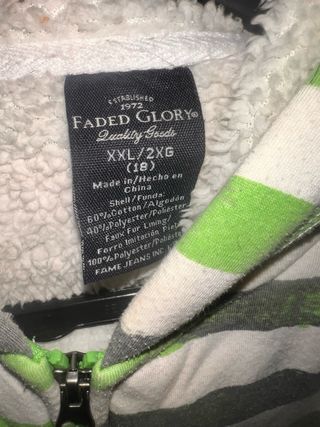 ESTABLISHED
1972
FADED GLORY®
Quality Goods
XXL/2XG
(18)
Made in/Hecho en
China
Shell/Funda:
60%Cotton/Algodón
40%Polyester/Poliéster
Faux Fur Lining/
Forro Imitación Piel
100%Polyester/Poliéster
FAME JEANS INC.